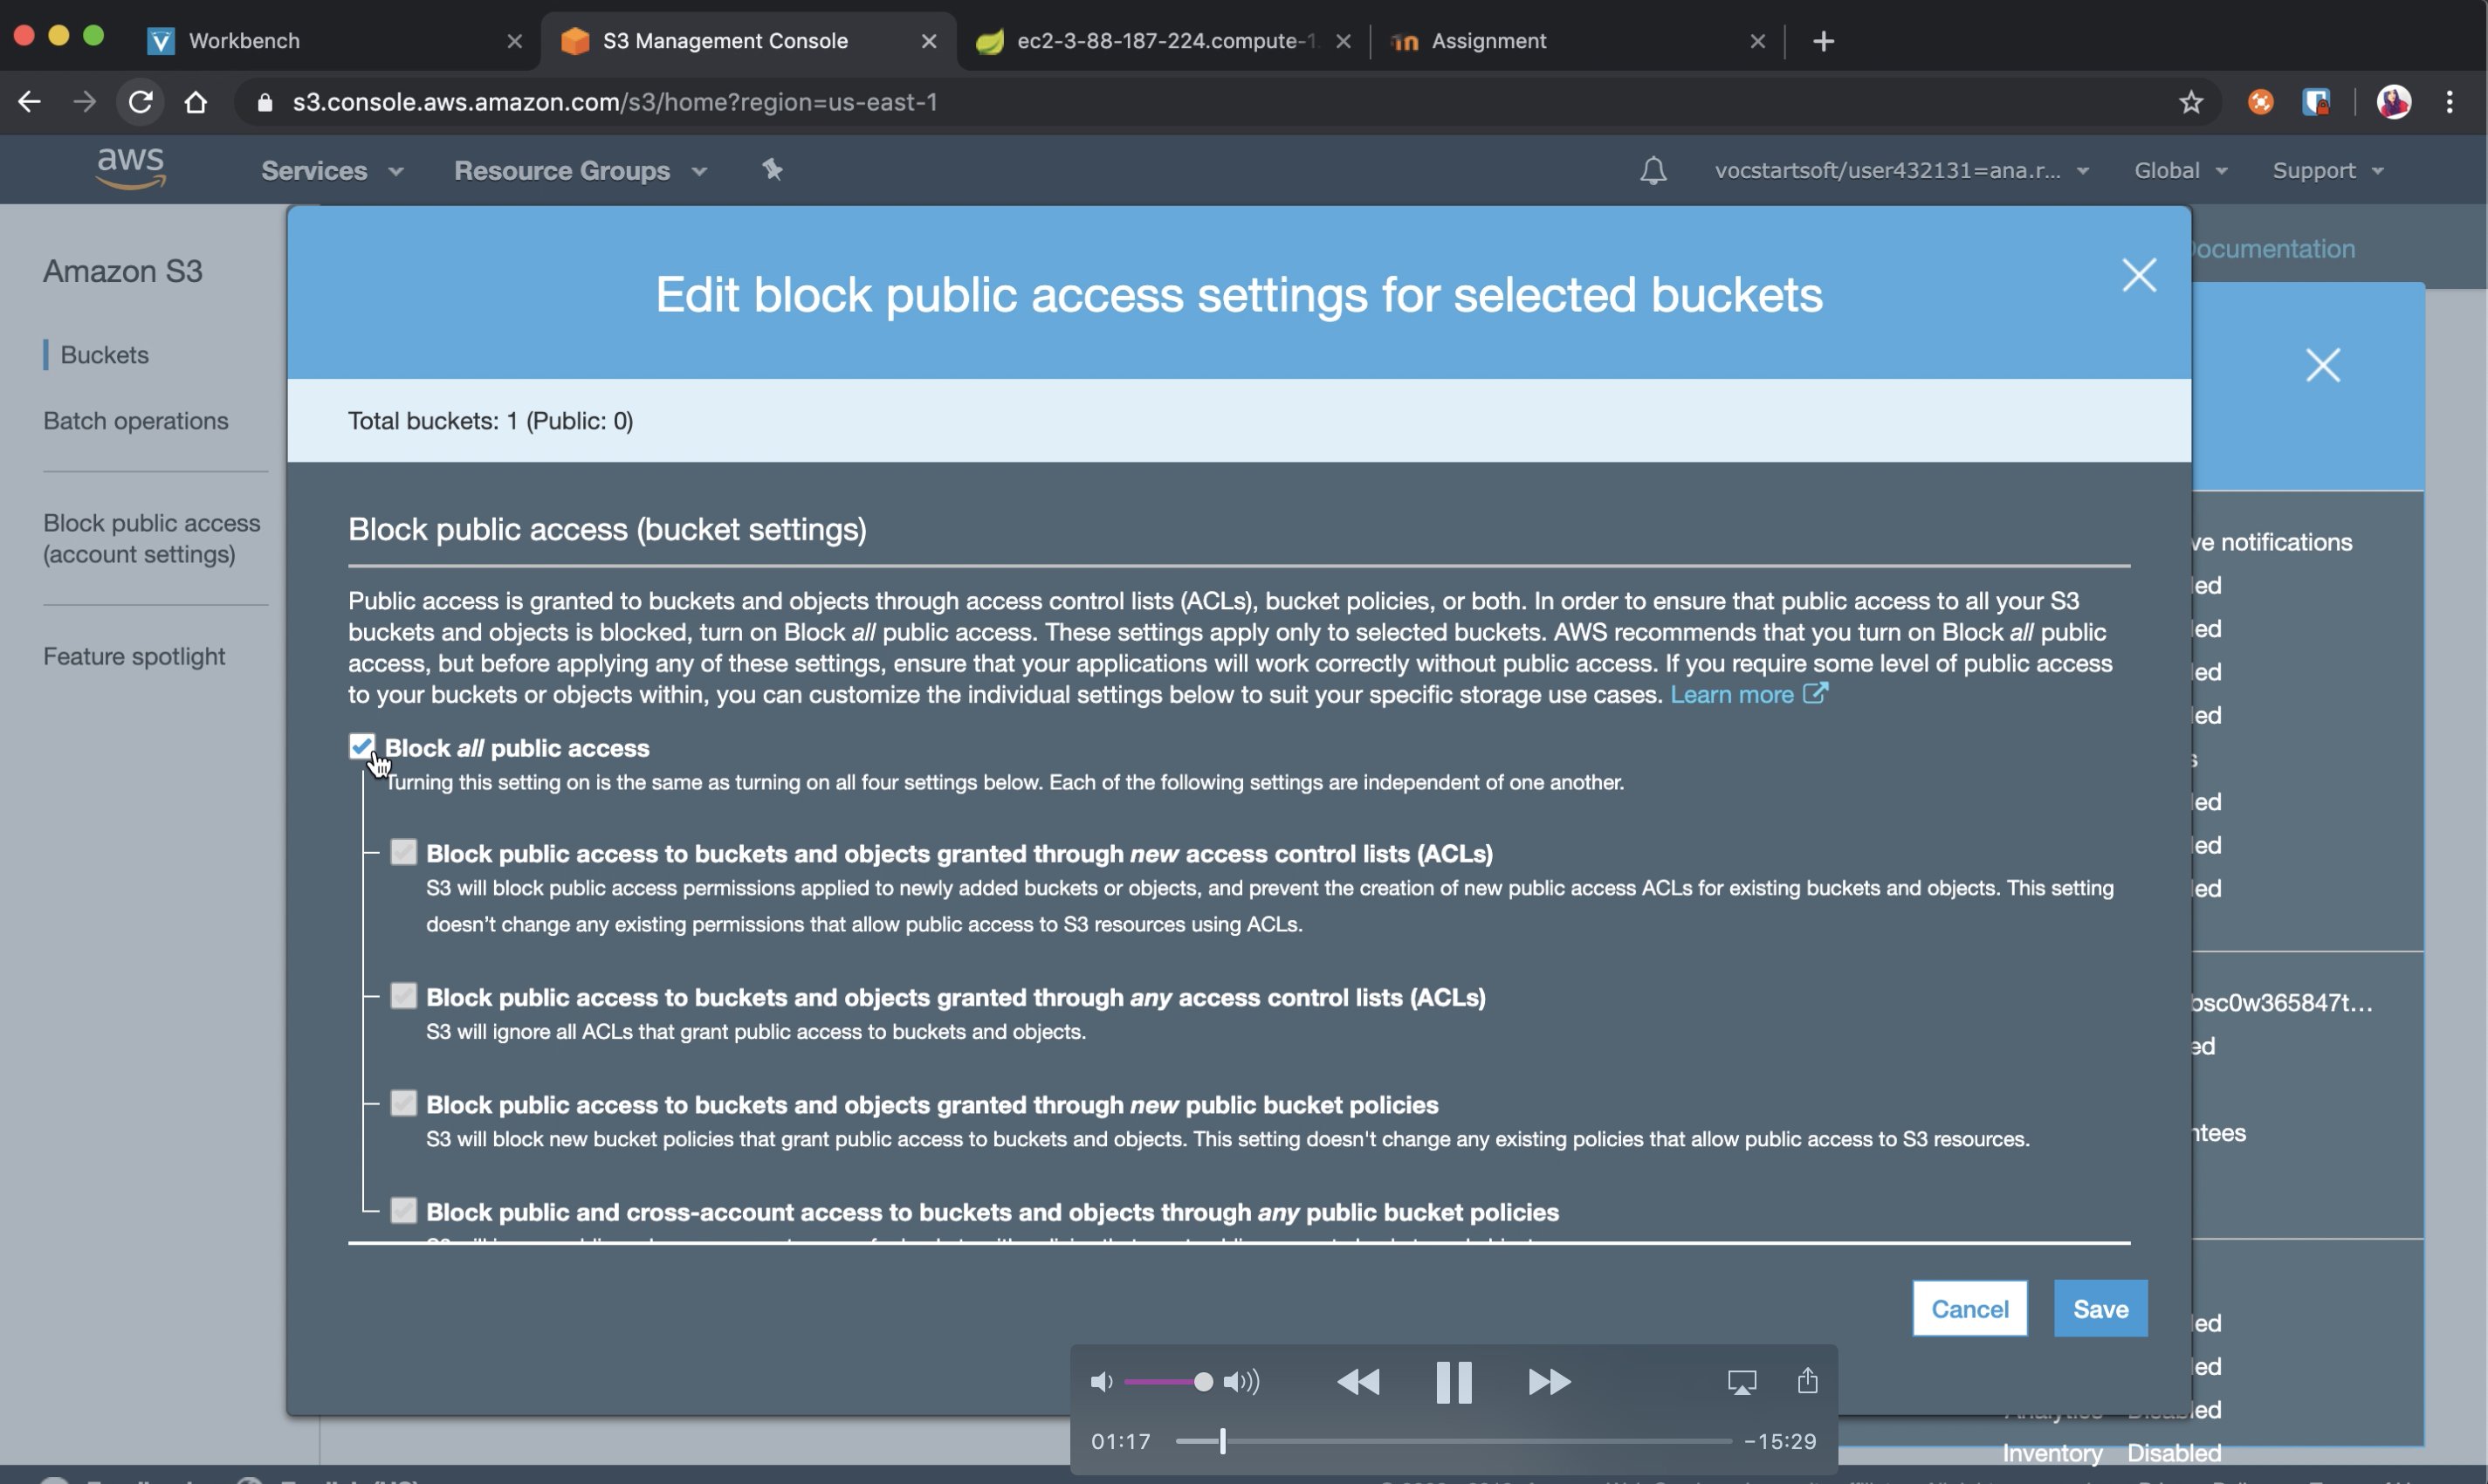 Workbench
S3 Management Console
ec2-3-88-187-224.compute-1.
Assignment
s3.console.aws.amazon.com/s3/home?region=us-east-1
aws
Services
Resource Groups
vocstartsoft/user432131=ana.r...
Global
Support
Amazon S3
Buckets
Batch operations
Block public access
(account settings)
Feature spotlight
Documentation
Edit block public access settings for selected buckets
Total buckets: 1 (Public: 0)
Block public access (bucket settings)
Public access is granted to buckets and objects through access control lists (ACLs), bucket policies, or both. In order to ensure that public access to all your S3
buckets and objects is blocked, turn on Block all public access. These settings apply only to selected buckets. AWS recommends that you turn on Block all public
access, but before applying any of these settings, ensure that your applications will work correctly without public access. If you require some level of public access
to your buckets or objects within, you can customize the individual settings below to suit your specific storage use cases. Learn more
Block all public access
Turning this setting on is the same as turning on all four settings below. Each of the following settings are independent of one another.
Block public access to buckets and objects granted through new access control lists (ACLs)
S3 will block public access permissions applied to newly added buckets or objects, and prevent the creation of new public access ACLs for existing buckets and objects. This setting
doesn’t change any existing permissions that allow public access to S3 resources using ACLs.
Block public access to buckets and objects granted through any access control lists (ACLs)
S3 will ignore all ACLs that grant public access to buckets and objects.
Block public access to buckets and objects granted through new public bucket policies
S3 will block new bucket policies that grant public access to buckets and objects. This setting doesn't change any existing policies that allow public access to S3 resources.
Block public and cross-account access to buckets and objects through any public bucket policies
Cancel
Save
ve notifications
led
led
led
led
s
led
led
led
bsc0w365847t...
ed
ntees
led
led
led
Inventory Disabled
01:17
-15:29